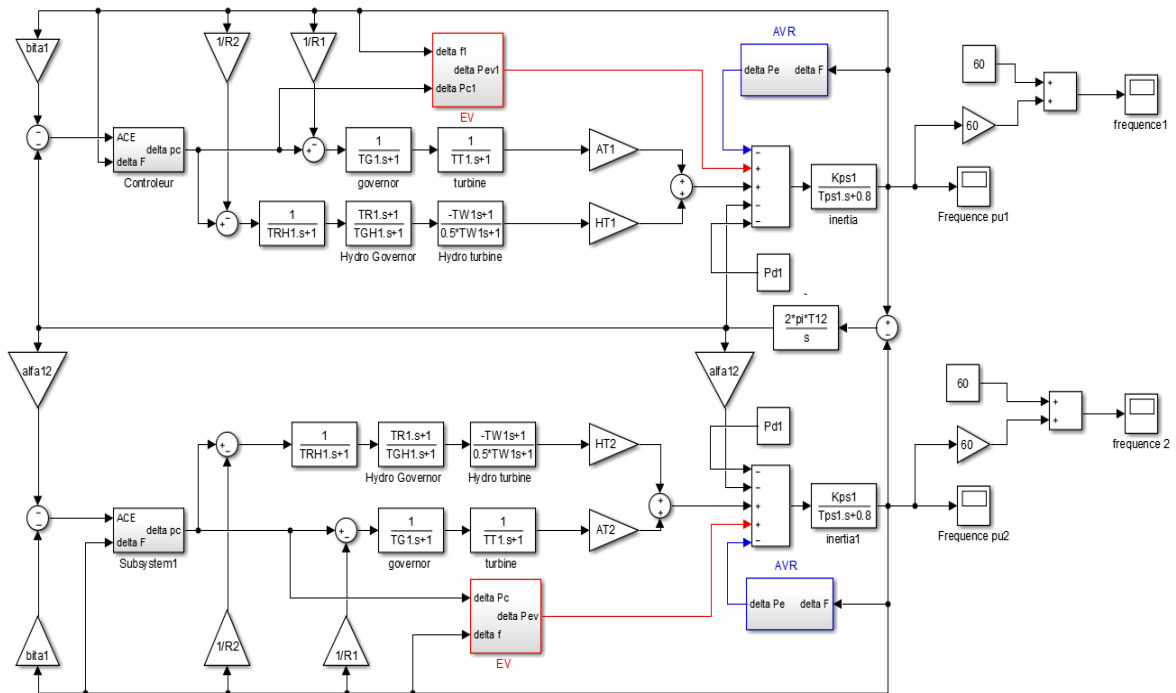 AVR
bita1
1/R2
1/R1
delta f1
delta Pev1
delta Pc1
EV
delta Pe
delta F
60
+
+
frequence1
60
ACE
delta pc
delta F
Controleur
1
TG1.s+1
governor
1
TT1.s+1
turbine
AT1
Kps1
Tps1.s+0.8
inertia
Frequence pu1
1
TRH1.s+1
TR1.s+1
TGH1.s+1
Hydro Governor
-TW1s+1
0.5*TW1s+1
Hydro turbine
HT1
Pd1
-
2*pi*T12
s
alfa12
alfa12
60
+
+
frequence 2
60
Pd1
1
TRH1.s+1
TR1.s+1
TGH1.s+1
Hydro Governor
-TW1s+1
0.5*TW1s+1
Hydro turbine
HT2
ACE
delta pc
delta F
Subsystem1
1
TG1.s+1
governor
1
TT1.s+1
turbine
AT2
Kps1
Tps1.s+0.8
inertia1
Frequence pu2
AVR
delta Pe
delta F
delta Pc
delta Pev
delta f
EV
bita1
1/R2
1/R1